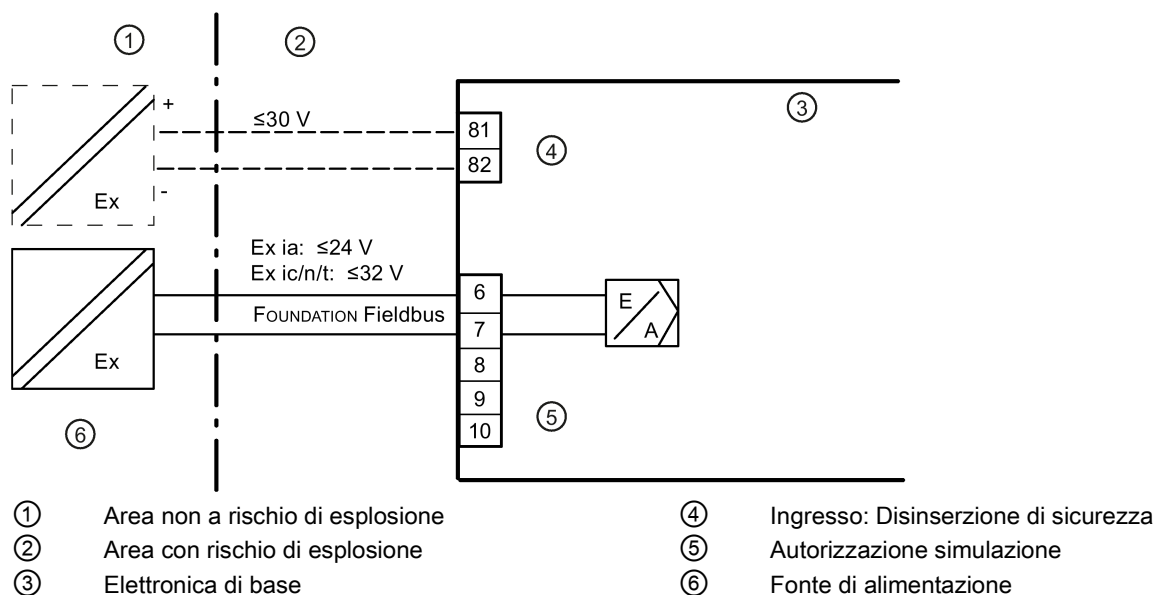 ① ②
③
+
≤30 V
81
④
82
-
Ex
Ex ia: ≤24 V
Ex ic/n/t: ≤32 V
6
E
FOUNDATION Fieldbus
7
A
Ex
8
9
⑤
10
⑥
① Area non a rischio di esplosione
② Area con rischio di esplosione
③ Elettronica di base
④ Ingresso: Disinserzione di sicurezza
⑤ Autorizzazione simulazione
⑥ Fonte di alimentazione